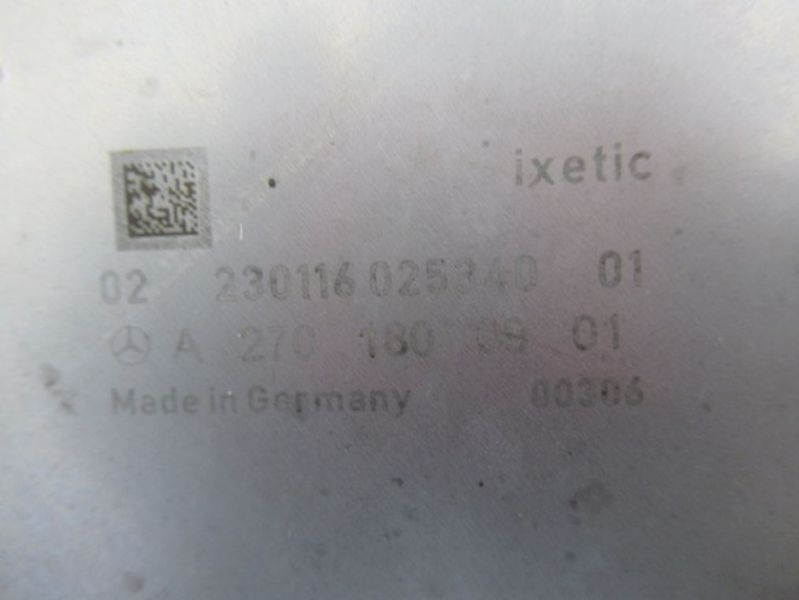 ixetic
02 230116 025340 01
A 270 180 09 01
Made in Germany 00306